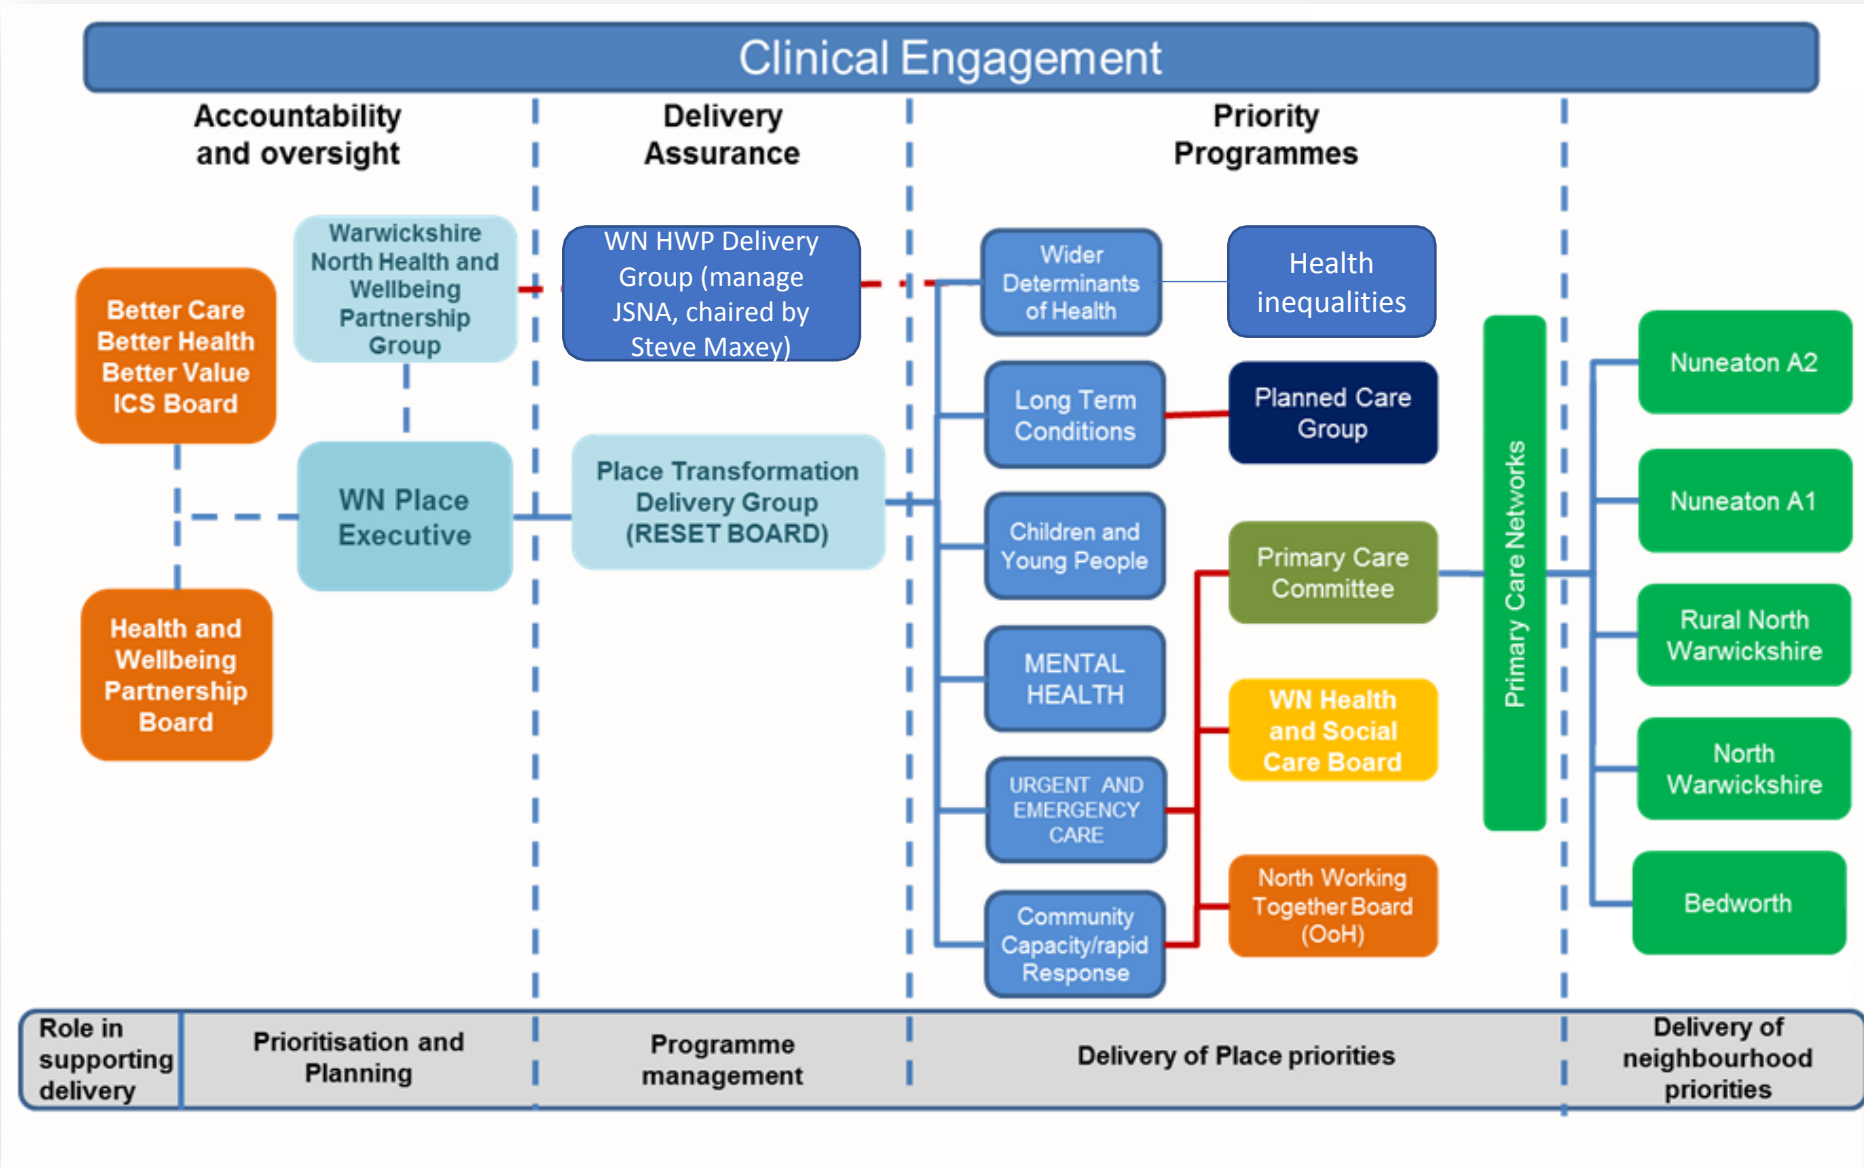 Clinical Engagement
Accountability
and oversight
Delivery
Assurance
Priority
Programmes
Better Care
Better Health
Better Value
ICS Board
Health and
Wellbeing
Partnership
Board
Warwickshire
North Health and
Wellbeing
Partnership
Group
WN Place
Executive
WN HWP Delivery
Group (manage
JSNA, chaired by
Steve Maxey)
Place Transformation
Delivery Group
(RESET BOARD)
Wider
Determinants
of Health
Long Term
Conditions
Children and
Young People
MENTAL
HEALTH
URGENT AND
EMERGENCY
CARE
Community
Capacity/rapid
Response
Health
inequalities
Planned Care
Group
Primary Care
Committee
WN Health
and Social
Care Board
North Working
Together Board
(OoH)
Primary Care Networks
Nuneaton A2
Nuneaton A1
Rural North
Warwickshire
North
Warwickshire
Bedworth
Role in
supporting
delivery
Prioritisation and
Planning
Programme
management
Delivery of Place priorities
Delivery of
neighbourhood
priorities